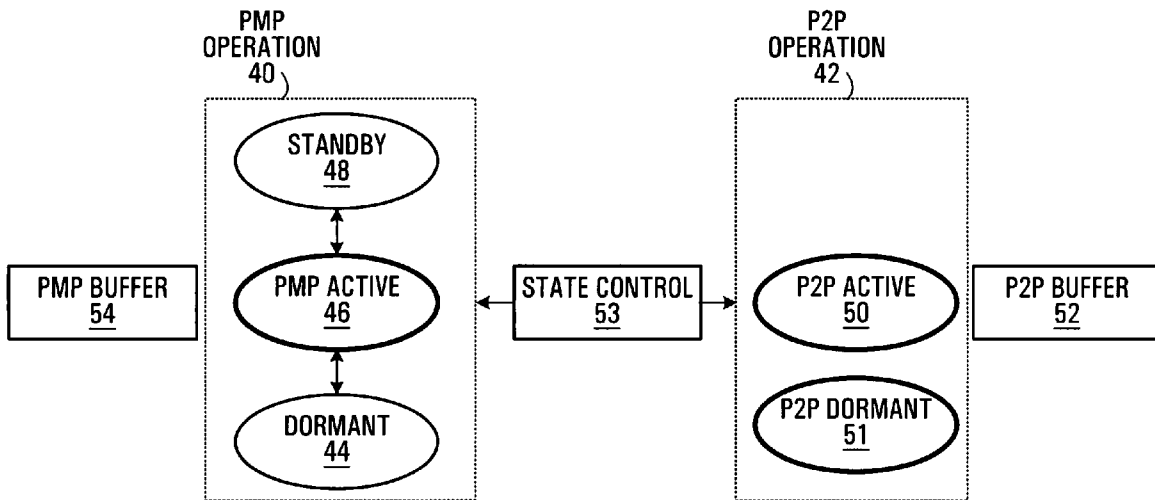 PMP
OPERATION
40
P2P
OPERATION
42
STANDBY
48
PMP BUFFER
54
PMP ACTIVE
46
STATE CONTROL
53
P2P ACTIVE
50
P2P BUFFER
52
DORMANT
44
P2P DORMANT
51